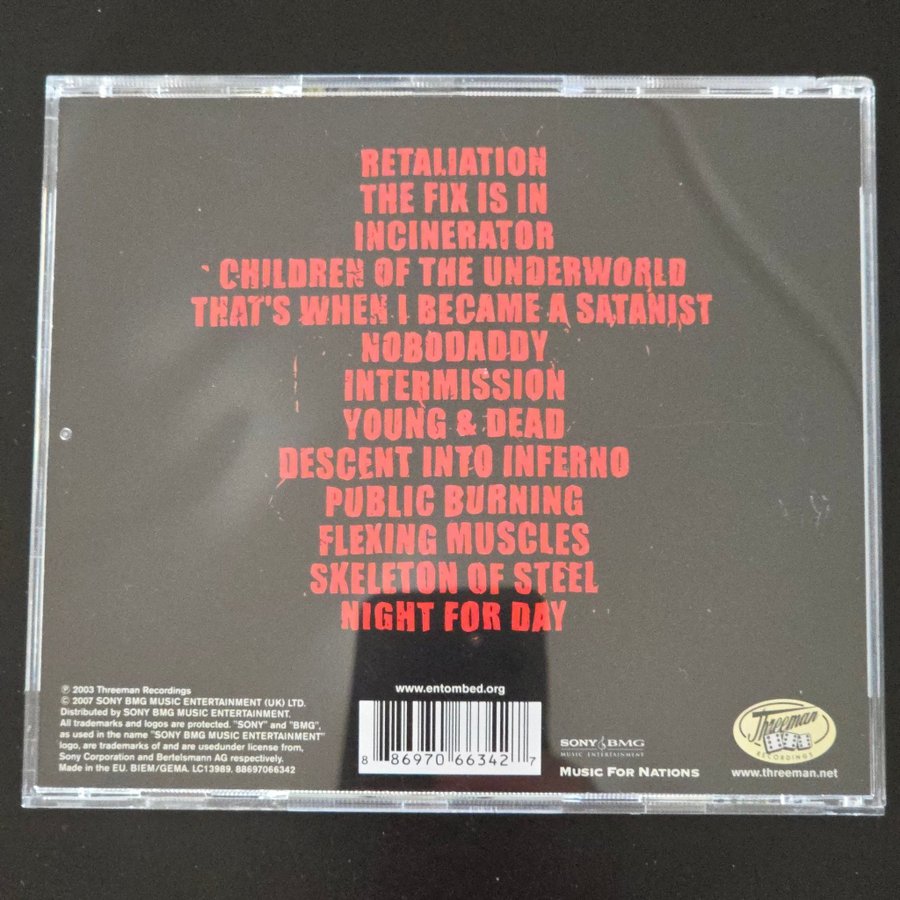 RETALIATION
THE FIX IS IN
INCINERATOR
CHILDREN OF THE UNDERWORLD
THAT'S WHEN I BECAME A SATANIST
NOBODADDY
INTERMISSION
YOUNG & DEAD
DESCENT INTO INFERNO
PUBLIC BURNING
FLEXING MUSCLES
SKELETON OF STEEL
NIGHT FOR DAY
℗ 2003 Threeman Recordings
© 2007 SONY BMG MUSIC ENTERTAINMENT (UK) LTD.
Distributed by SONY BMG MUSIC ENTERTAINMENT.
All trademarks and logos are protected. "SONY" and "BMG",
as used in the name "SONY BMG MUSIC ENTERTAINMENT"
logo, are trademarks of and are usedunder license from,
Sony Corporation and Bertelsmann AG respectively.
Made in the EU. BIEM/GEMA. LC13989. 88697066342
www.entombed.org
8 86970 66342 7
SONY BMG
MUSIC ENTERTAINMENT
MUSIC FOR NATIONS
Threeman
RECORDINGS
www.threeman.net